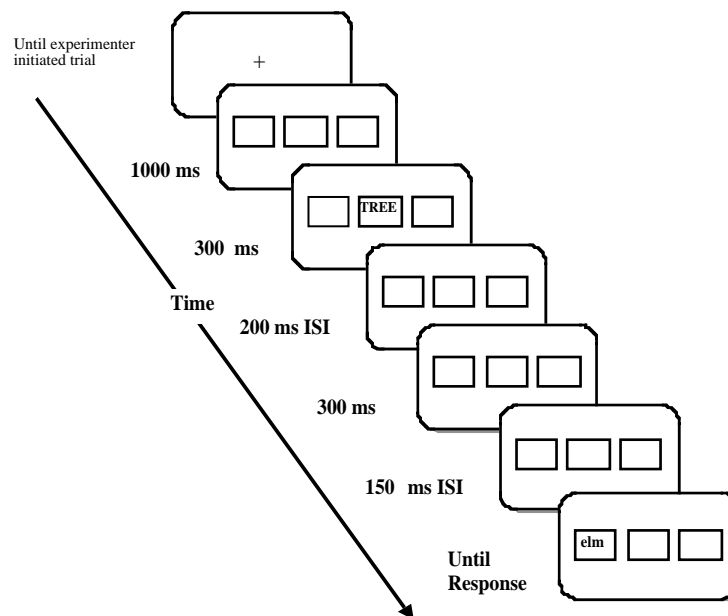 Until experimenter
initiated trial
+
1000 ms
TREE
300 ms
Time
200 ms ISI
300 ms
150 ms ISI
elm
Until
Response